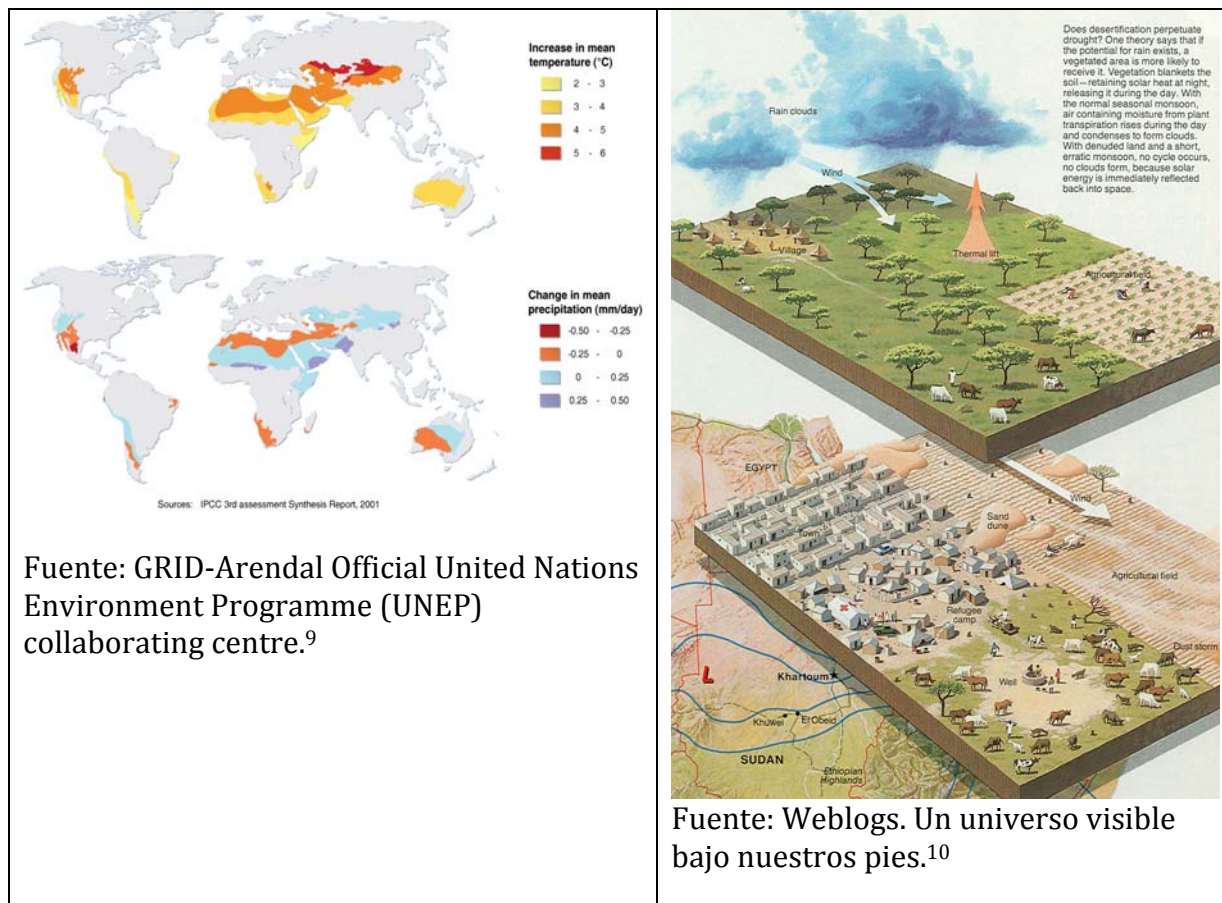 Increase in mean
temperature (°C)
2 - 3
3 - 4
4 - 5
5 - 6
Change in mean
precipitation (mm/day)
-0.50 - -0.25
-0.25 - 0
0 - 0.25
0.25 - 0.50
Sources: IPCC 3rd assessment Synthesis Report, 2001
Fuente: GRID-Arendal Official United Nations
Environment Programme (UNEP)
collaborating centre.9
Does desertification perpetuate
drought? One theory says that if
the potential for rain exists, a
vegetated area is more likely to
receive it. Vegetation blankets the
soil—retaining solar heat at night,
releasing it during the day. With
the normal seasonal monsoon,
air containing moisture from plant
transpiration rises during the day
and condenses to form clouds.
With denuded land and a short,
erratic monsoon, no cycle occurs,
no clouds form, because solar
energy is immediately reflected
back into space.
Rain clouds
Wind
Village
Thermal lift
Agricultural field
EGYPT
Wind
Sand
dune
Town
Agricultural field
Refugee
camp
Dust storm
Well
L
Khartoum
Khuwei
El Obeid
SUDAN
Ethiopian
Highlands
Fuente: Weblogs. Un universo visible
bajo nuestros pies.10